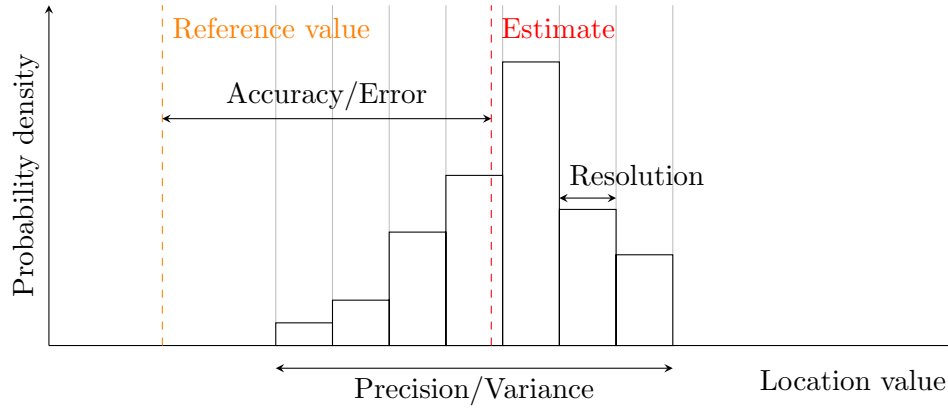 Reference value
Estimate
Accuracy/Error
Resolution
Probability density
Precision/Variance
Location value